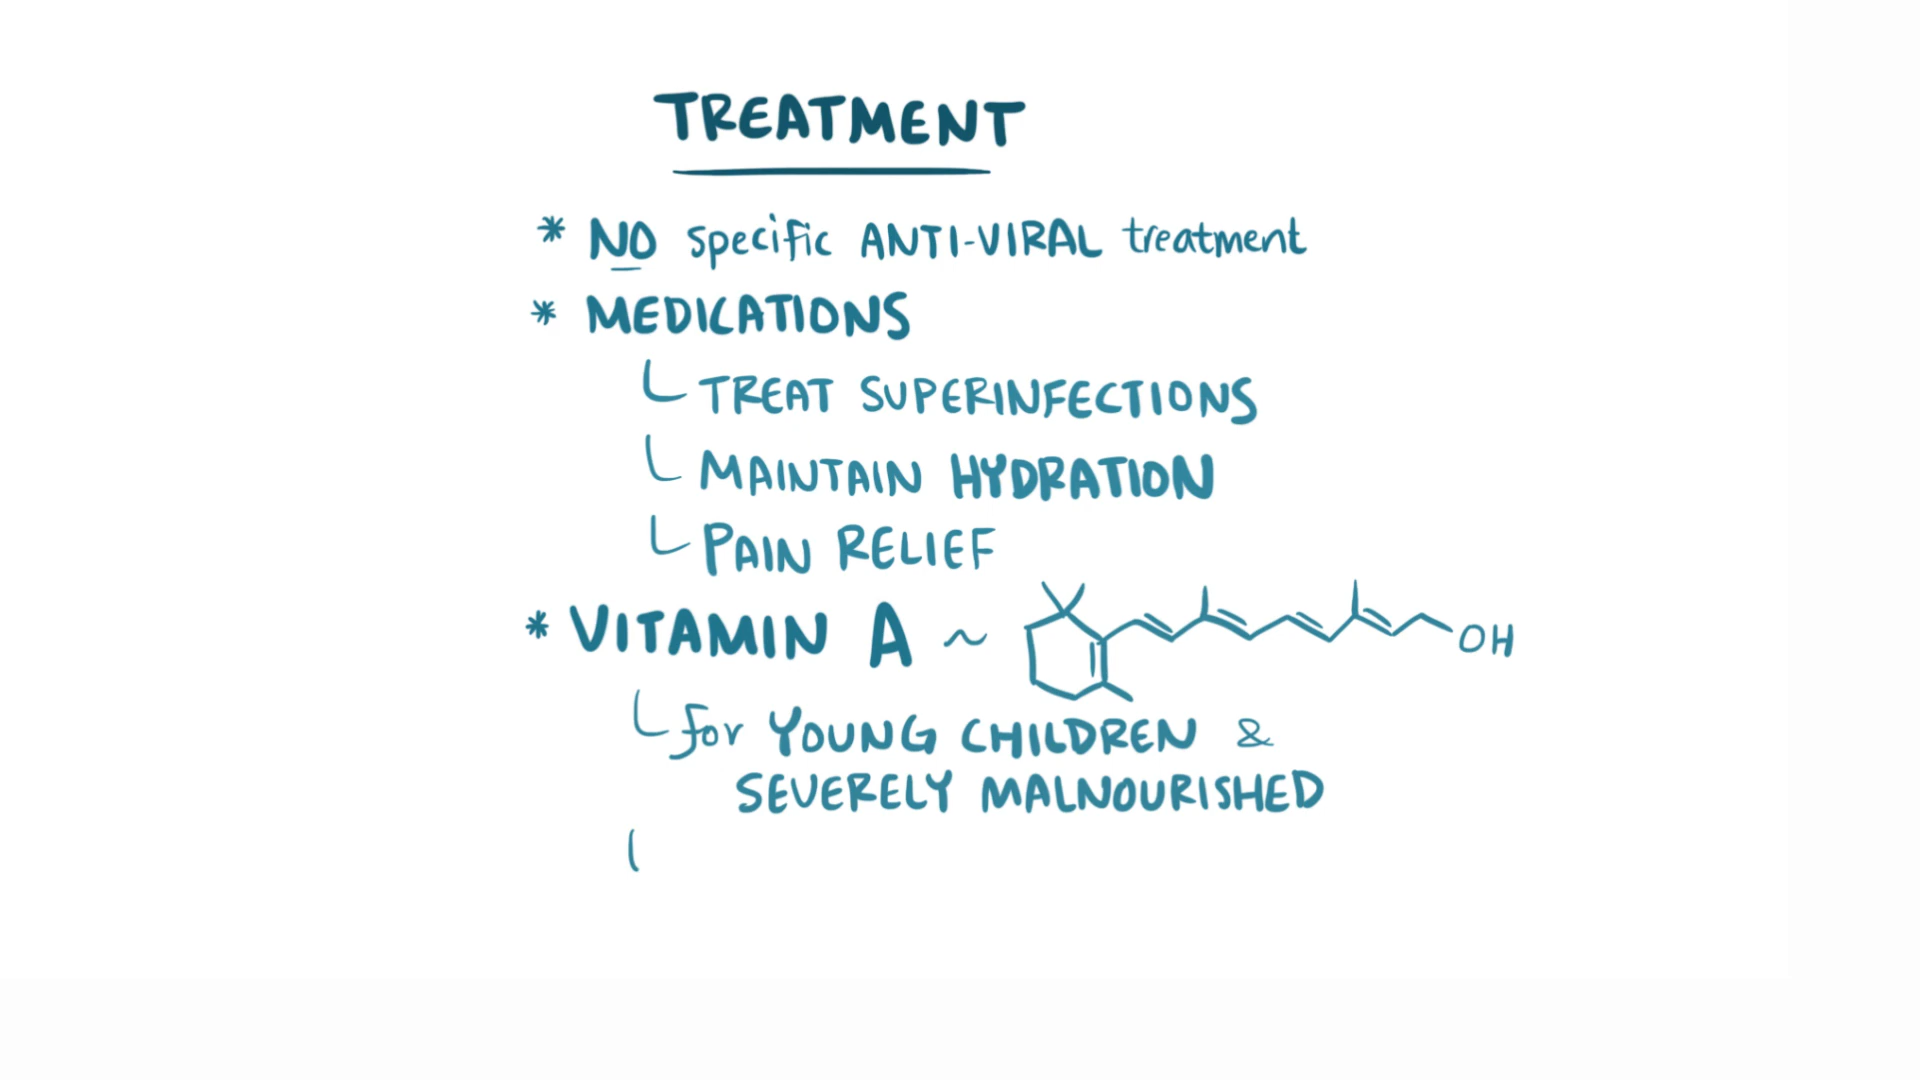 TREATMENT
* NO specific ANTI-VIRAL treatment
* MEDICATIONS
TREAT SUPERINFECTIONS
MAINTAIN HYDRATION
PAIN RELIEF
* VITAMIN A ~ OH
for YOUNG CHILDREN &
SEVERELY MALNOURISHED